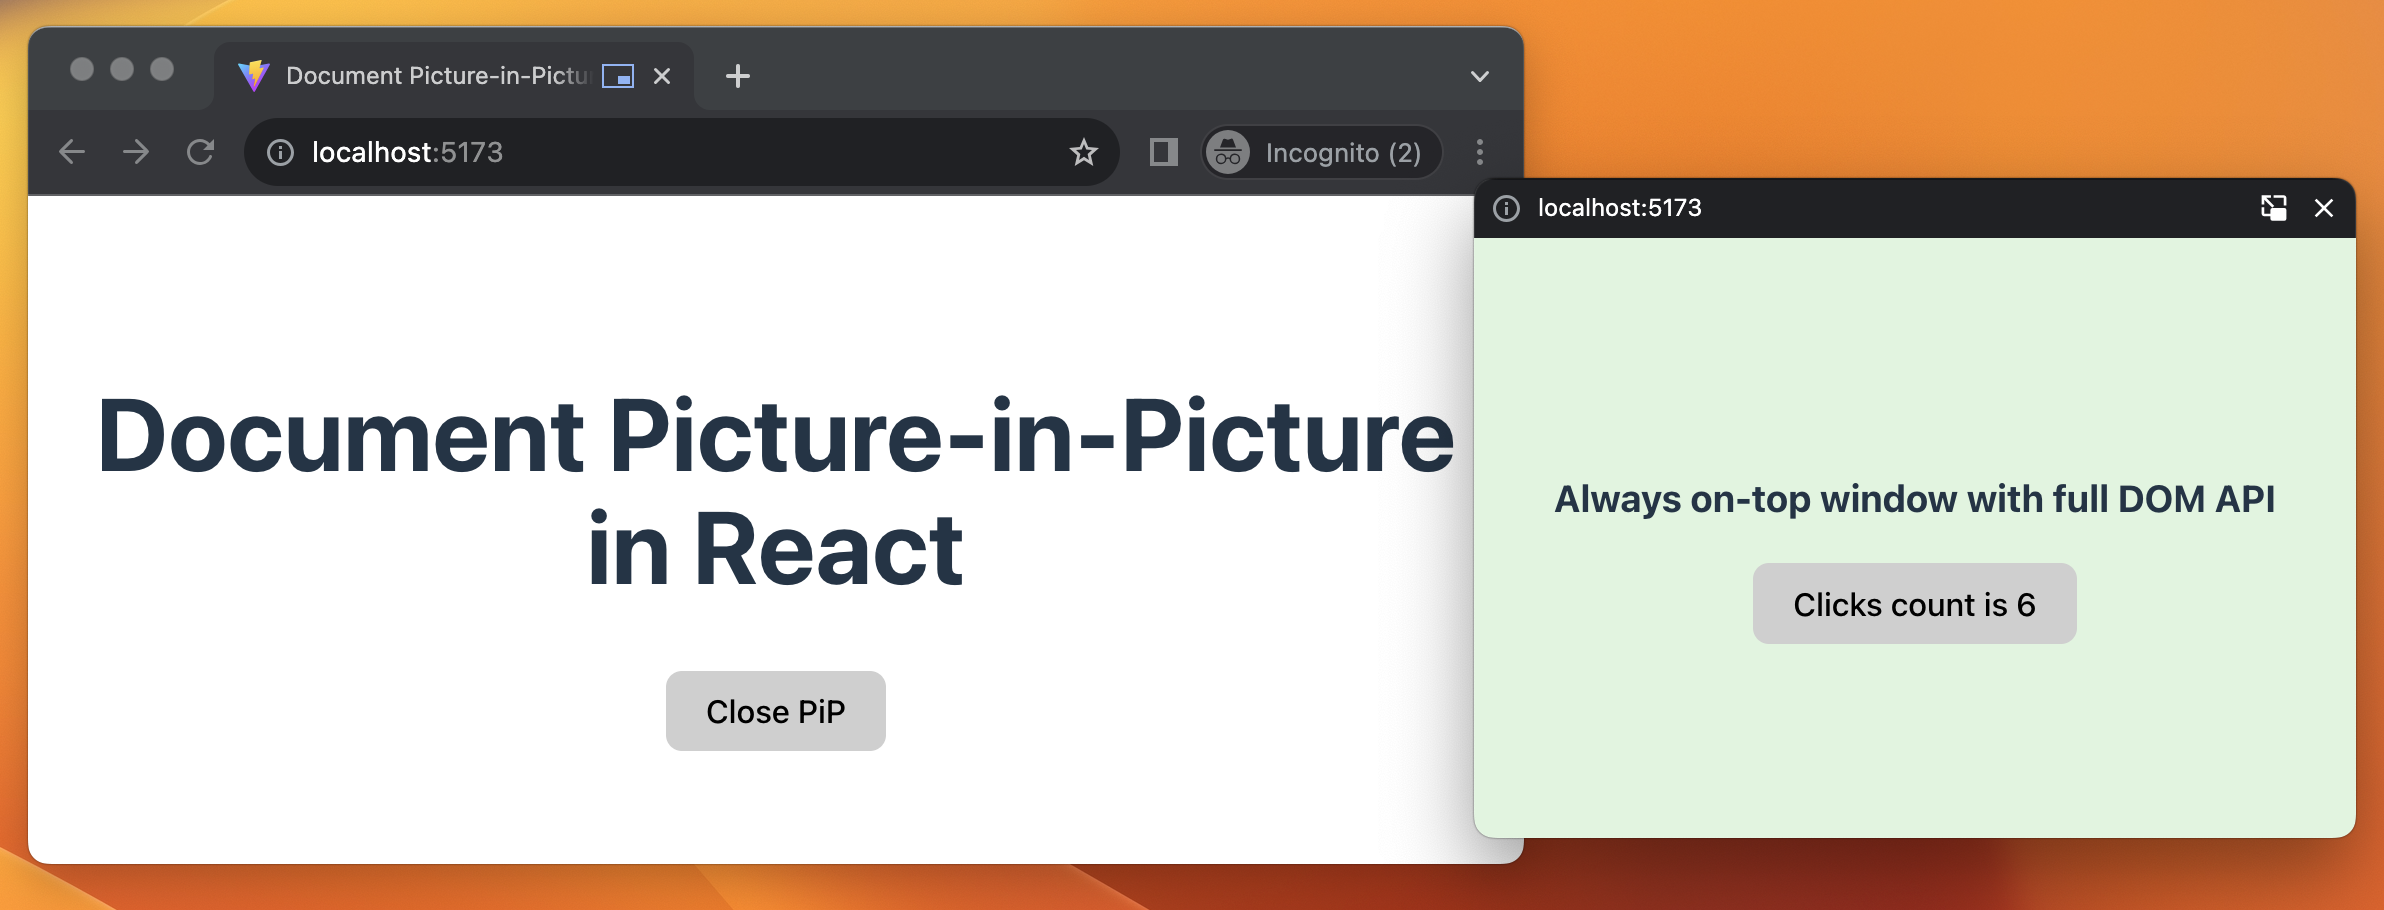 Document Picture-in-Pictu
localhost:5173
Incognito (2)
Document Picture-in-Picture
in React
Close PiP
localhost:5173
Always on-top window with full DOM API
Clicks count is 6